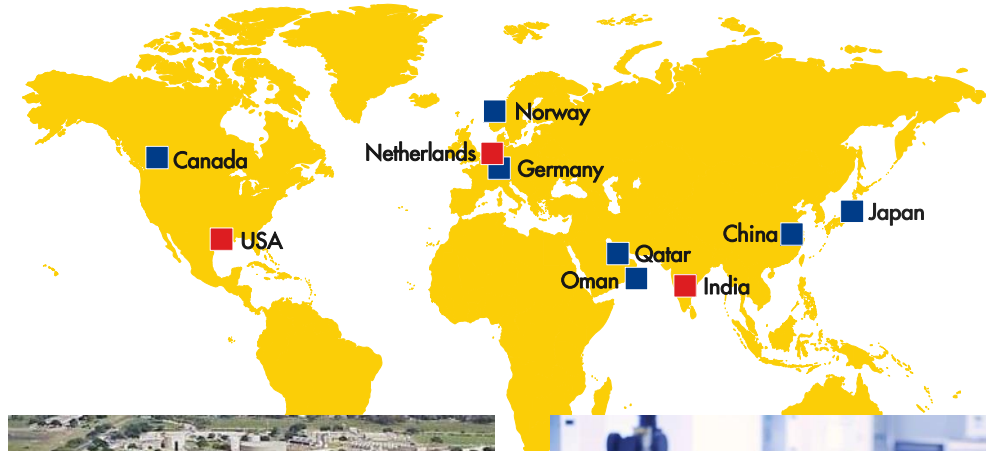 Norway
Netherlands
Canada
Germany
Japan
China
USA
Qatar
Oman
India